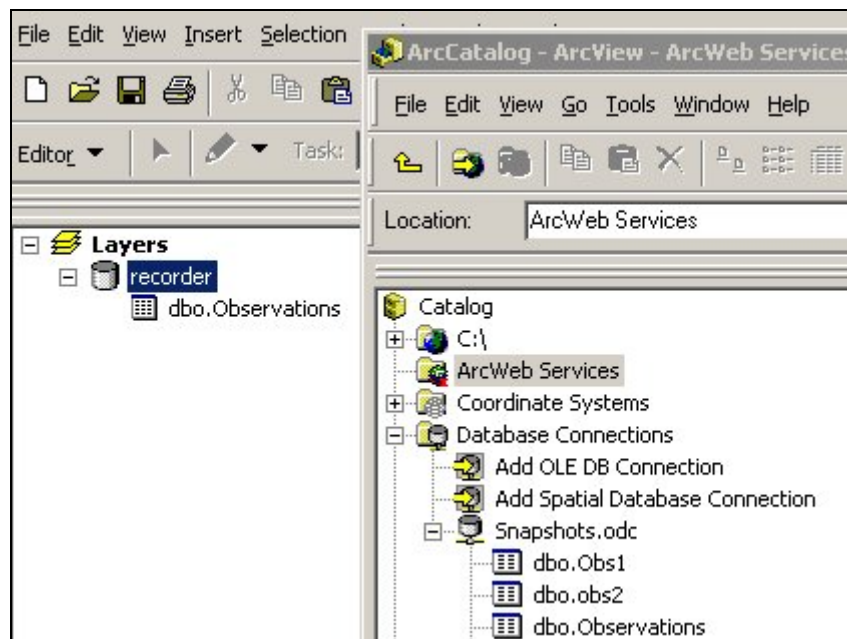 File Edit View Insert Selection
Editor Task:
Layers
recorder
dbo.Observations
ArcCatalog - ArcView - ArcWeb Services
File Edit View Go Tools Window Help
Location: ArcWeb Services
Catalog
C:\
ArcWeb Services
Coordinate Systems
Database Connections
Add OLE DB Connection
Add Spatial Database Connection
Snapshots.odc
dbo.Obs1
dbo.obs2
dbo.Observations